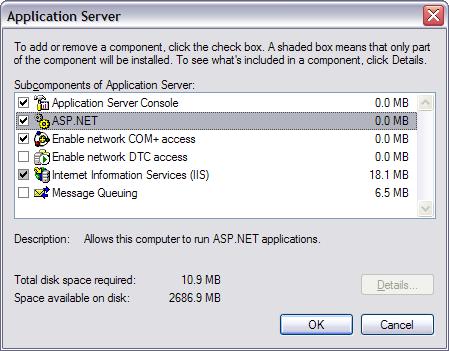 Application Server
To add or remove a component, click the check box. A shaded box means that only part
of the component will be installed. To see what's included in a component, click Details.
Subcomponents of Application Server:
Application Server Console 0.0 MB
ASP.NET 0.0 MB
Enable network COM+ access 0.0 MB
Enable network DTC access 0.0 MB
Internet Information Services (IIS) 18.1 MB
Message Queuing 6.5 MB
Description: Allows this computer to run ASP.NET applications.
Total disk space required: 10.9 MB
Space available on disk: 2686.9 MB
Details...
OK Cancel